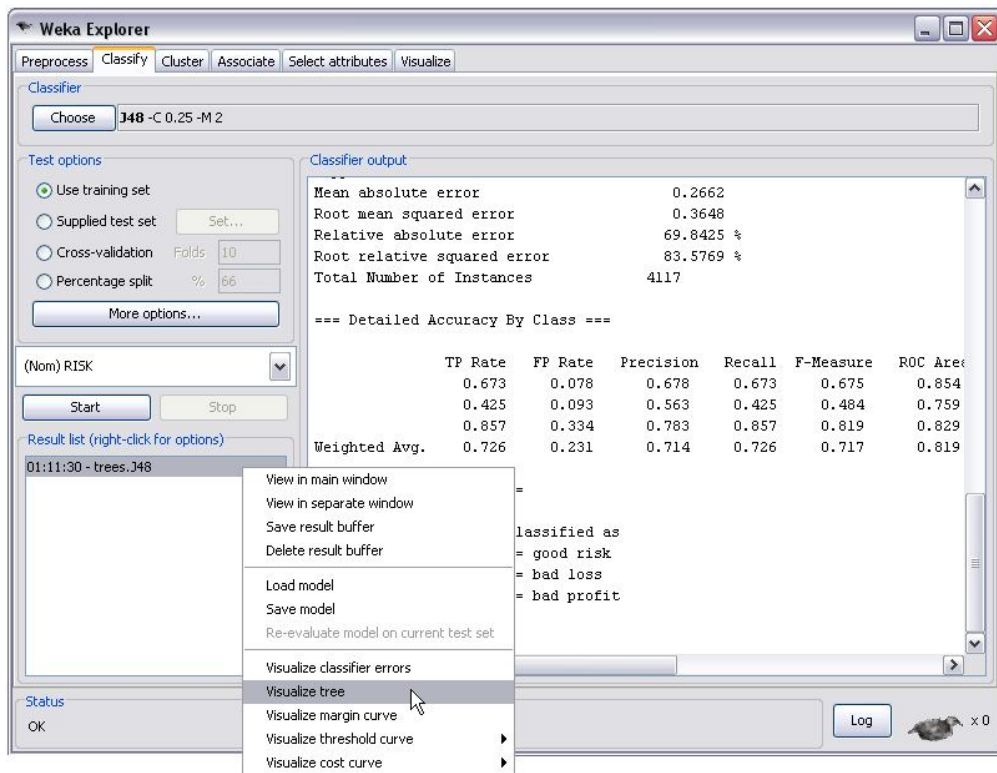 Weka Explorer
Preprocess Classify Cluster Associate Select attributes Visualize
Classifier
Choose J48 -C 0.25 -M 2
Test options
Use training set
Supplied test set Set...
Cross-validation Folds 10
Percentage split % 66
More options...
(Nom) RISK
Start Stop
Result list (right-click for options)
01:11:30 - trees.J48
Classifier output
Mean absolute error 0.2662
Root mean squared error 0.3648
Relative absolute error 69.8425 %
Root relative squared error 83.5769 %
Total Number of Instances 4117
=== Detailed Accuracy By Class ===
TP Rate FP Rate Precision Recall F-Measure ROC Area
0.673 0.078 0.678 0.673 0.675 0.854
0.425 0.093 0.563 0.425 0.484 0.759
0.857 0.334 0.783 0.857 0.819 0.829
Weighted Avg. 0.726 0.231 0.714 0.726 0.717 0.819
=
lassified as
= good risk
= bad loss
= bad profit
View in main window
View in separate window
Save result buffer
Delete result buffer
Load model
Save model
Re-evaluate model on current test set
Visualize classifier errors
Visualize tree
Visualize margin curve
Visualize threshold curve
Visualize cost curve
Status
OK
Log
x 0